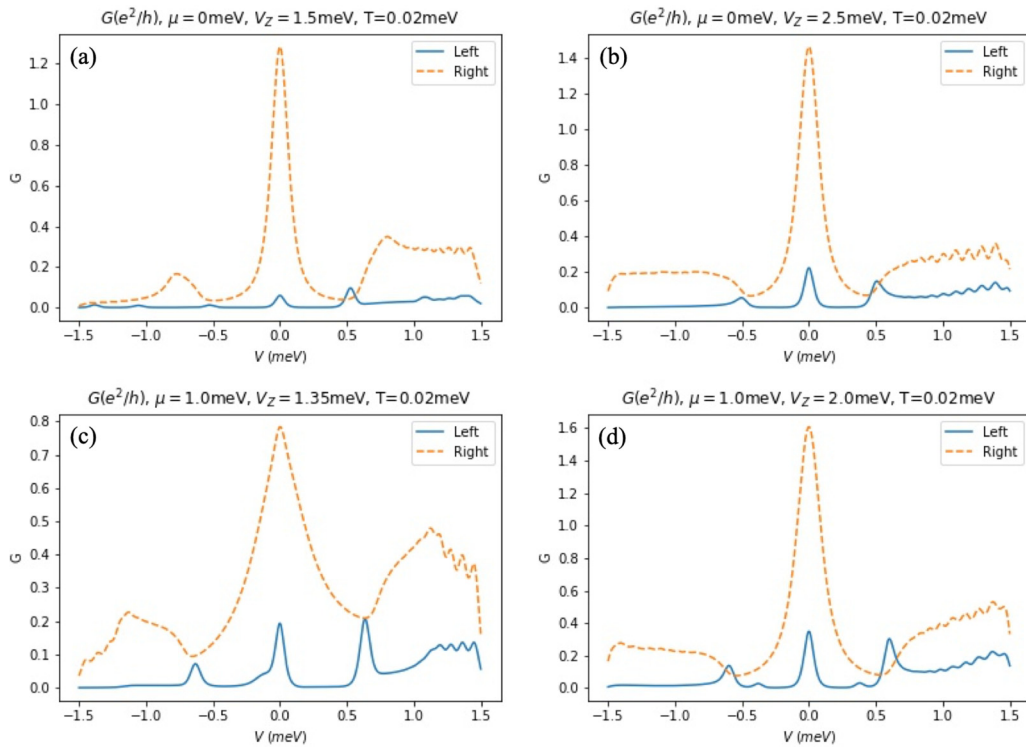 G(e²/h), μ = 0meV, V_Z = 1.5meV, T=0.02meV
(a)
Left
Right
1.2
1.0
0.8
0.6
0.4
0.2
0.0
G
−1.5 −1.0 −0.5 0.0 0.5 1.0 1.5
V (meV)
G(e²/h), μ = 0meV, V_Z = 2.5meV, T=0.02meV
(b)
Left
Right
1.4
1.2
1.0
0.8
0.6
0.4
0.2
0.0
G
−1.5 −1.0 −0.5 0.0 0.5 1.0 1.5
V (meV)
G(e²/h), μ = 1.0meV, V_Z = 1.35meV, T=0.02meV
(c)
Left
Right
0.8
0.7
0.6
0.5
0.4
0.3
0.2
0.1
0.0
G
−1.5 −1.0 −0.5 0.0 0.5 1.0 1.5
V (meV)
G(e²/h), μ = 1.0meV, V_Z = 2.0meV, T=0.02meV
(d)
Left
Right
1.6
1.4
1.2
1.0
0.8
0.6
0.4
0.2
0.0
G
−1.5 −1.0 −0.5 0.0 0.5 1.0 1.5
V (meV)